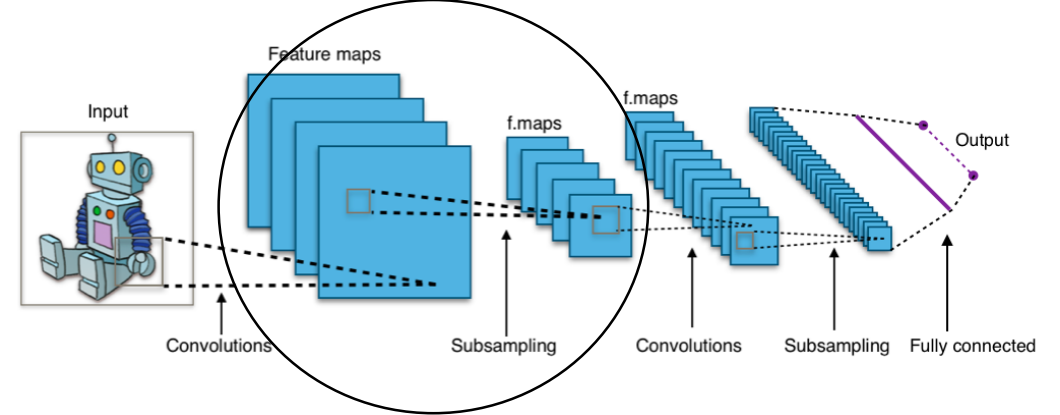 Feature maps
Input
f.maps
f.maps
Output
Convolutions
Subsampling
Convolutions
Subsampling
Fully connected